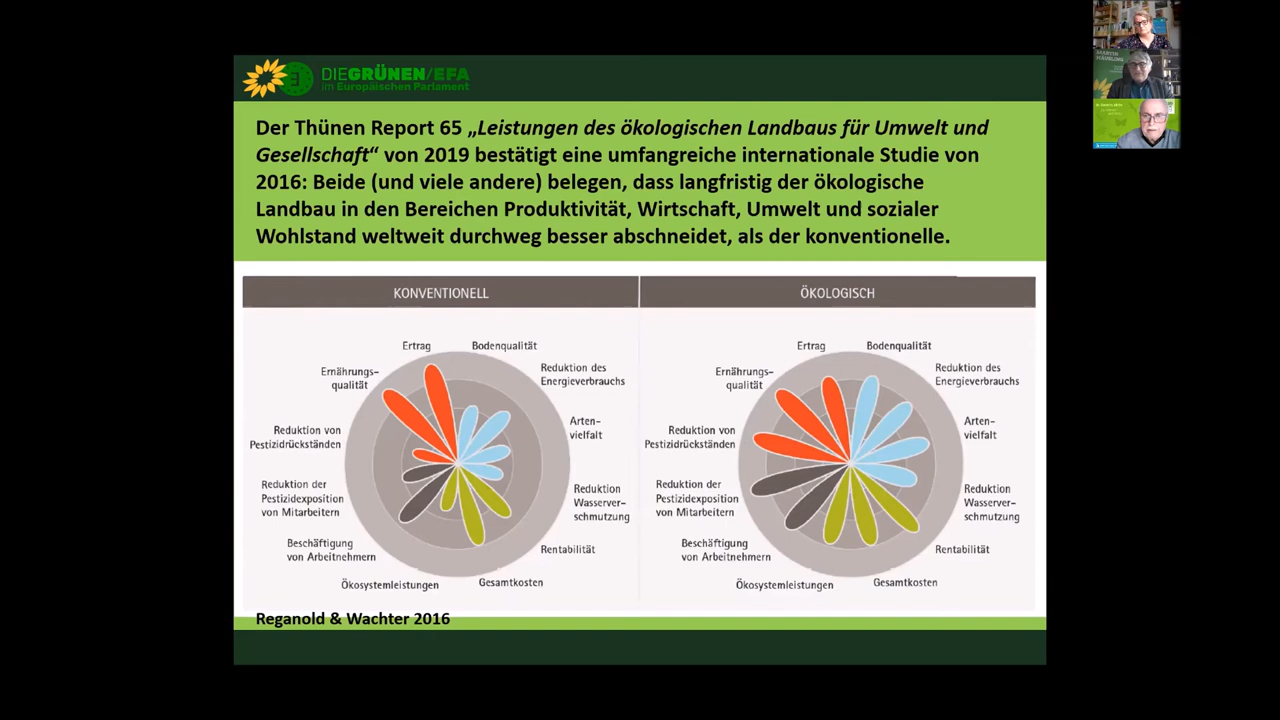 DIE GRÜNEN/EFA
im Europäischen Parlament
Der Thünen Report 65 „Leistungen des ökologischen Landbaus für Umwelt und
Gesellschaft“ von 2019 bestätigt eine umfangreiche internationale Studie von
2016: Beide (und viele andere) belegen, dass langfristig der ökologische
Landbau in den Bereichen Produktivität, Wirtschaft, Umwelt und sozialer
Wohlstand weltweit durchweg besser abschneidet, als der konventionelle.
KONVENTIONELL
Ertrag
Bodenqualität
Reduktion des
Energieverbrauchs
Arten-
vielfalt
Reduktion
Wasserver-
schmutzung
Rentabilität
Gesamtkosten
Ökosystemleistungen
Beschäftigung
von Arbeitnehmern
Reduktion der
Pestizidexposition
von Mitarbeitern
Reduktion von
Pestizidrückständen
Ernährungs-
qualität
ÖKOLOGISCH
Ertrag
Bodenqualität
Reduktion des
Energieverbrauchs
Arten-
vielfalt
Reduktion
Wasserver-
schmutzung
Rentabilität
Gesamtkosten
Ökosystemleistungen
Beschäftigung
von Arbeitnehmern
Reduktion der
Pestizidexposition
von Mitarbeitern
Reduktion von
Pestizidrückständen
Ernährungs-
qualität
Reganold & Wachter 2016
MARTIN
HÄUSLING